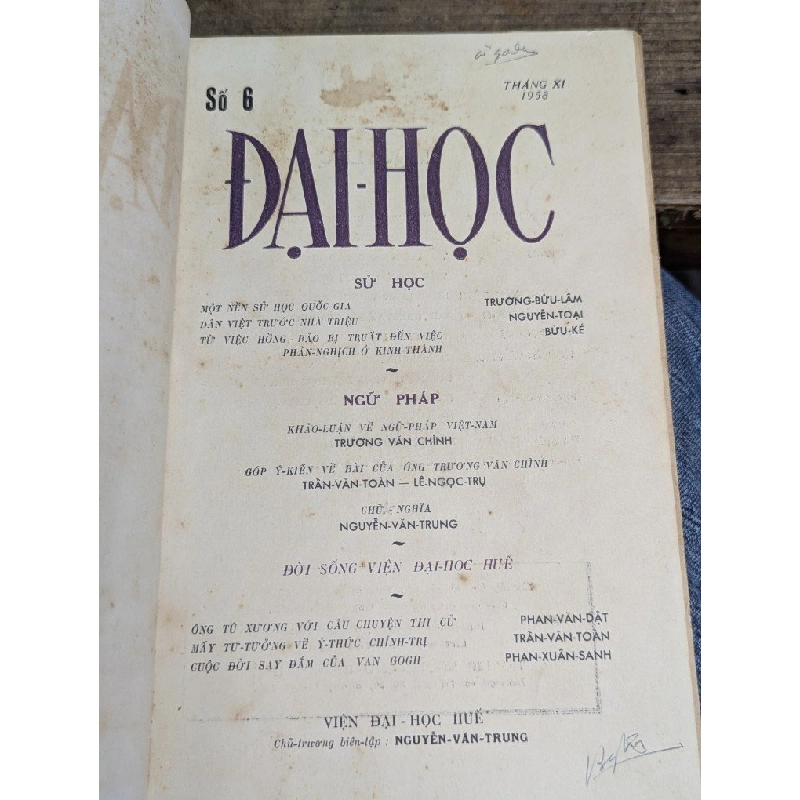 Số 6
THÁNG XI
1958
ĐẠI-HỌC
SỬ HỌC
MỘT NỀN SỬ HỌC QUỐC-GIA TRƯƠNG-BỬU-LÂM
DÂN VIỆT TRƯỚC NHÀ TRIỆU NGUYỄN-TOẠI
TỪ VIỆC HỒNG-BẢO BỊ TRUẤT ĐẾN VIỆC BỬU-KẾ
PHẢN-NGHỊCH Ở KINH-THÀNH
~
NGỮ PHÁP
KHẢO-LUẬN VỀ NGỮ-PHÁP VIỆT-NAM
TRƯƠNG VĂN CHÌNH
GÓP Ý-KIẾN VỀ BÀI CỦA ÔNG TRƯƠNG VĂN CHÌNH
TRẦN-VĂN-TOÀN — LÊ-NGỌC-TRỤ
CHỮ - NGHĨA
NGUYỄN-VĂN-TRUNG
~
ĐỜI SỐNG VIỆN ĐẠI-HỌC HUẾ
~
ÔNG TÚ XƯƠNG VỚI CÂU CHUYỆN THI CỬ PHAN-VĂN-DẬT
MẤY TƯ-TƯỞNG VỀ Ý-THỨC CHÍNH-TRỊ TRẦN-VĂN-TOÀN
CUỘC ĐỜI SAY ĐẮM CỦA VAN GOGH PHẠM-XUÂN-SANH
VIỆN ĐẠI - HỌC HUẾ
Chủ-trương biên-tập : NGUYỄN-VĂN-TRUNG